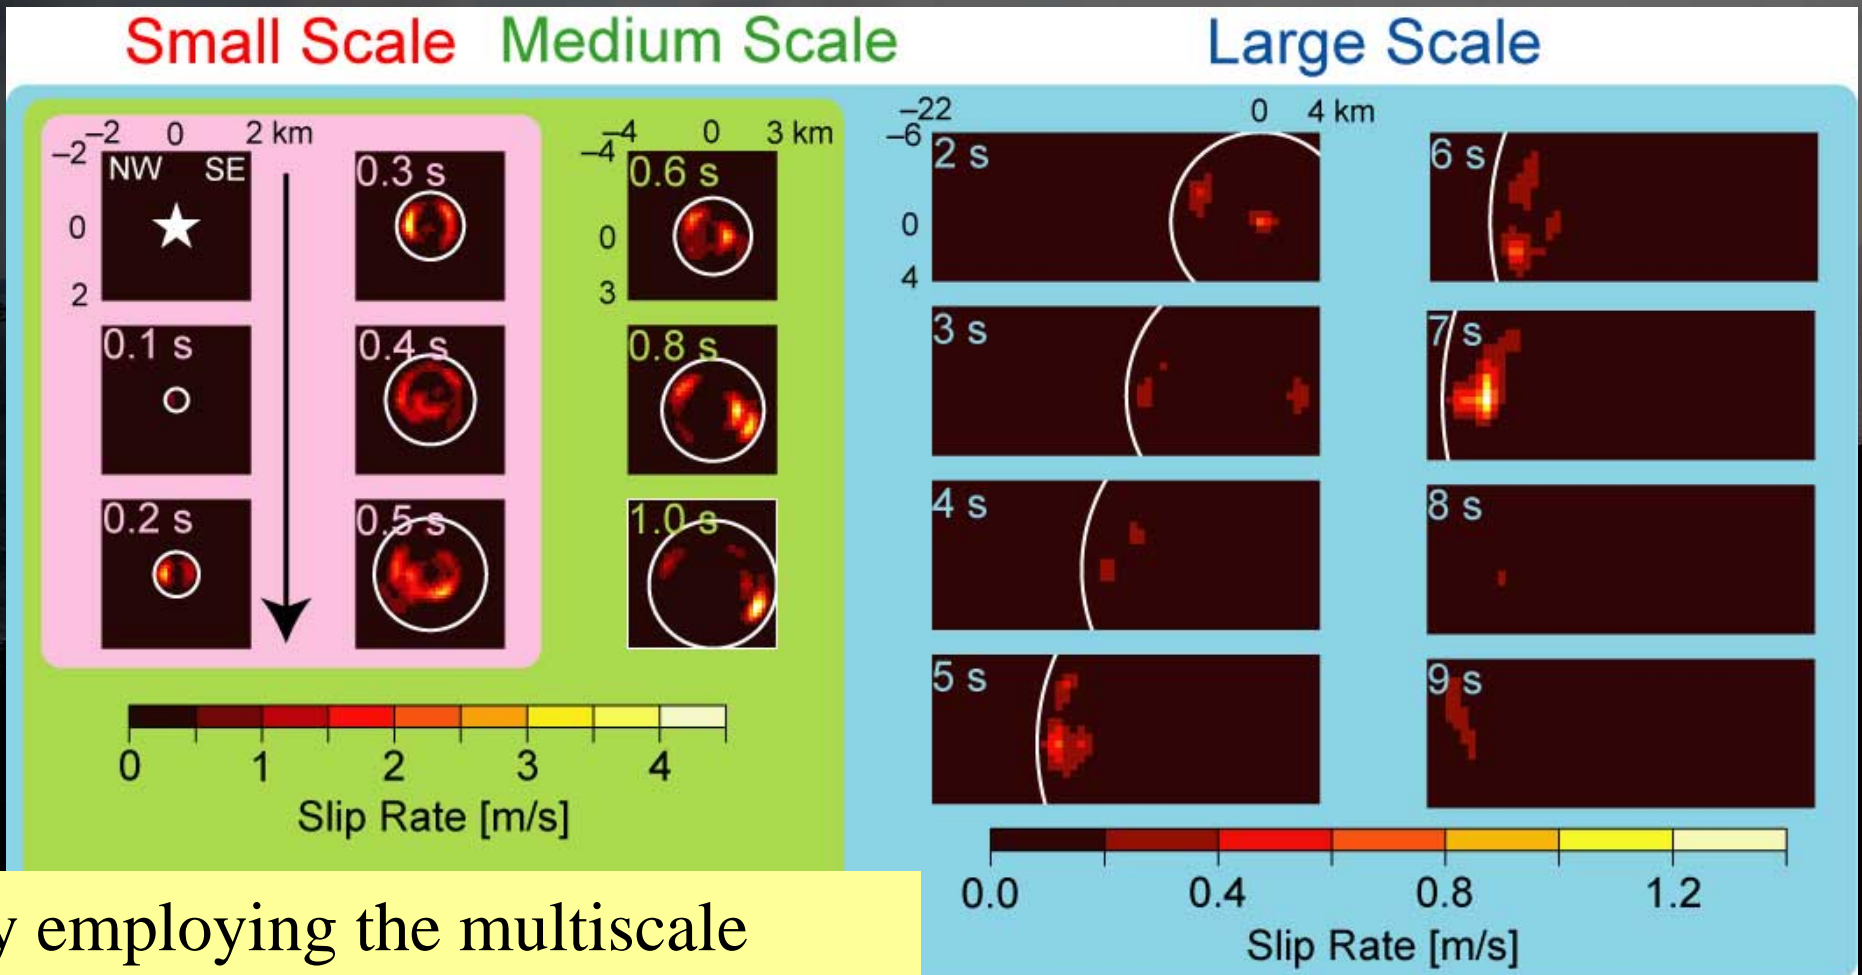 Small Scale
Medium Scale
Large Scale
–2 0 2 km
–2
0
2
NW SE
0.1 s
0.2 s
0.3 s
0.4 s
0.5 s
–4 0 3 km
–4
0
3
0.6 s
0.8 s
1.0 s
0 1 2 3 4
Slip Rate [m/s]
–22 0 4 km
–6
0
4
2 s
3 s
4 s
5 s
6 s
7 s
8 s
9 s
0.0 0.4 0.8 1.2
Slip Rate [m/s]
employing the multiscale